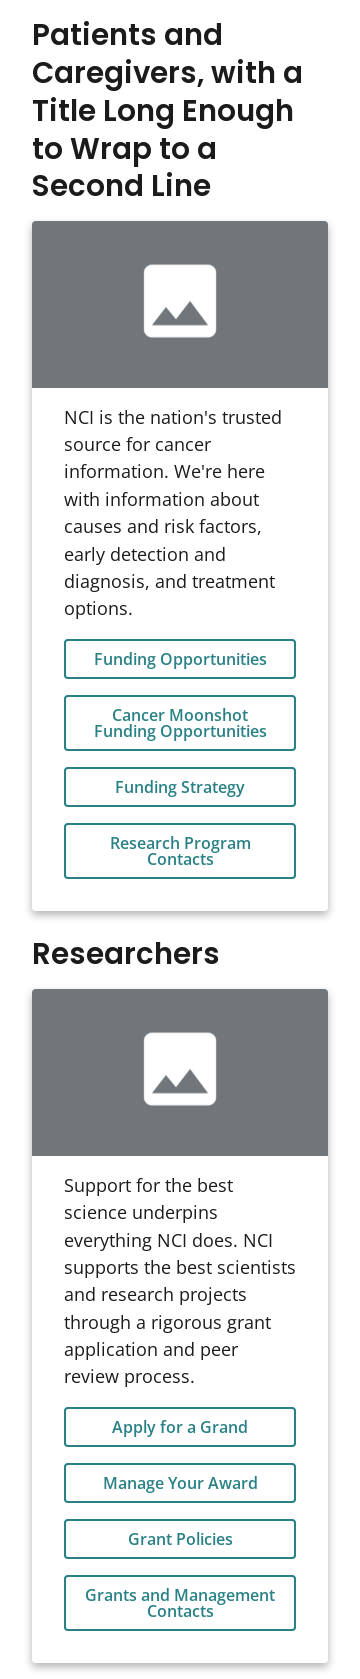 Patients and
Caregivers, with a
Title Long Enough
to Wrap to a
Second Line
NCI is the nation's trusted
source for cancer
information. We're here
with information about
causes and risk factors,
early detection and
diagnosis, and treatment
options.
Funding Opportunities
Cancer Moonshot
Funding Opportunities
Funding Strategy
Research Program
Contacts
Researchers
Support for the best
science underpins
everything NCI does. NCI
supports the best scientists
and research projects
through a rigorous grant
application and peer
review process.
Apply for a Grand
Manage Your Award
Grant Policies
Grants and Management
Contacts